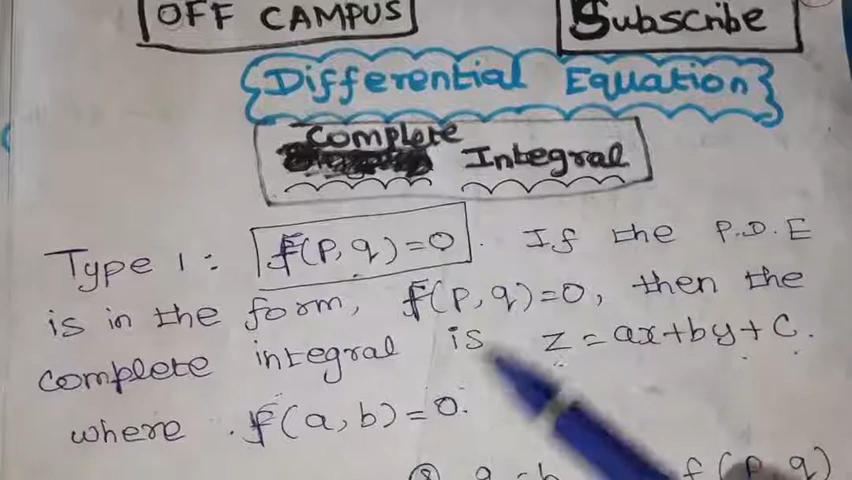 OFF CAMPUS
Subscribe
Differential Equation
Complete
Integral
Type 1: f(P,q)=0. If the P.D.E
is in the form, f(P,q)=0, then the
complete integral is z=ax+by+C.
where f(a,b)=0.
f(P,q)